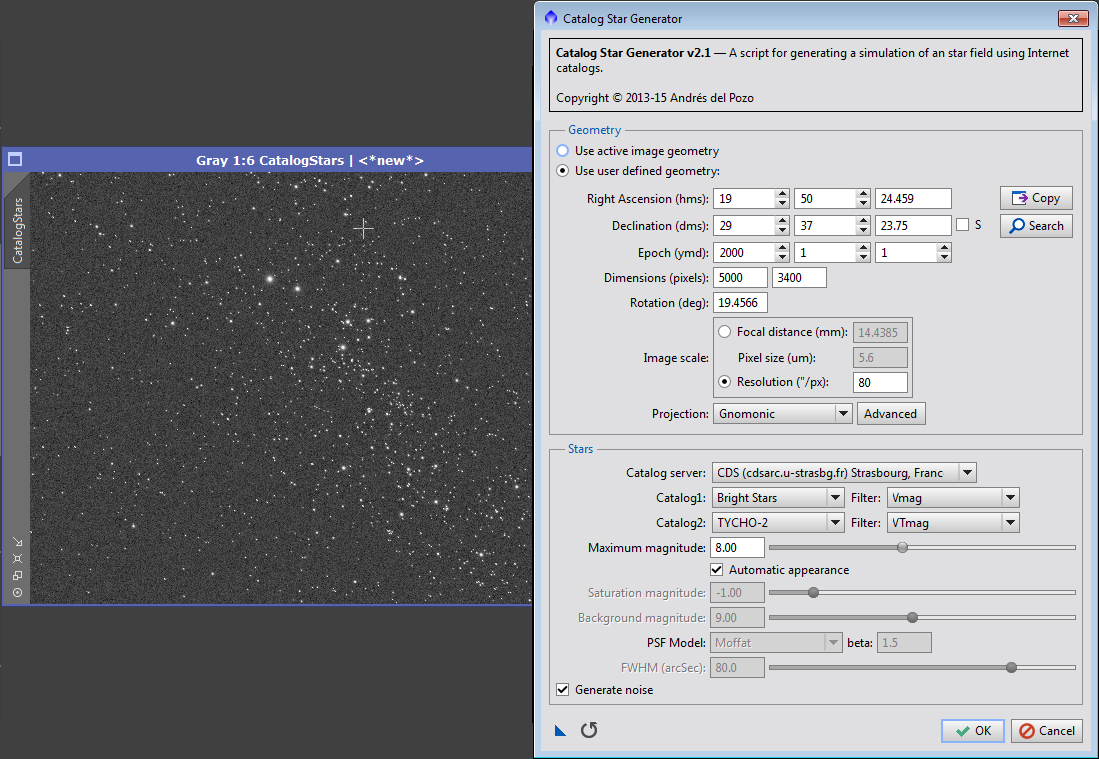 Gray 1:6 CatalogStars | <*new*>
CatalogStars
Catalog Star Generator
Catalog Star Generator v2.1 — A script for generating a simulation of an star field using Internet
catalogs.
Copyright © 2013-15 Andrés del Pozo
Geometry
Use active image geometry
Use user defined geometry:
Right Ascension (hms): 19 50 24.459 Copy
Declination (dms): 29 37 23.75 S Search
Epoch (ymd): 2000 1 1
Dimensions (pixels): 5000 3400
Rotation (deg): 19.4566
Focal distance (mm): 14.4385
Image scale: Pixel size (um): 5.6
Resolution ("/px): 80
Projection: Gnomonic Advanced
Stars
Catalog server: CDS (cdsarc.u-strasbg.fr) Strasbourg, Franc
Catalog1: Bright Stars Filter: Vmag
Catalog2: TYCHO-2 Filter: VTmag
Maximum magnitude: 8.00
Automatic appearance
Saturation magnitude: -1.00
Background magnitude: 9.00
PSF Model: Moffat beta: 1.5
FWHM (arcSec): 80.0
Generate noise
OK Cancel